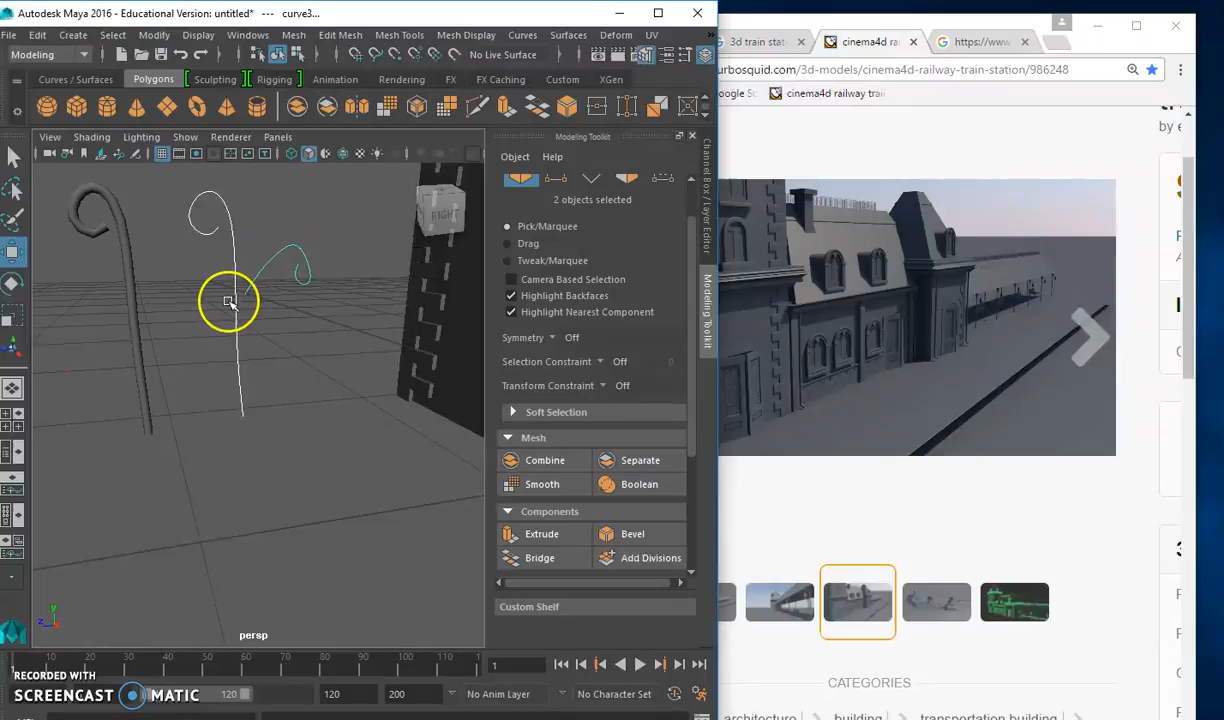 Autodesk Maya 2016 - Educational Version: untitled* --- curve3...
File Edit Create Select Modify Display Windows Mesh Edit Mesh Mesh Tools Mesh Display Curves Surfaces Deform UV
Modeling
No Live Surface
Curves / Surfaces Polygons Sculpting Rigging Animation Rendering FX FX Caching Custom XGen
View Shading Lighting Show Renderer Panels
RIGHT
persp
Modeling Toolkit
Object Help
2 objects selected
Pick/Marquee
Drag
Tweak/Marquee
Camera Based Selection
Highlight Backfaces
Highlight Nearest Component
Symmetry Off
Selection Constraint Off 0
Transform Constraint Off
Soft Selection
Mesh
Combine Separate
Smooth Boolean
Components
Extrude Bevel
Bridge Add Divisions
Custom Shelf
Channel Box / Layer Editor
Modeling Toolkit
10 20 30 40 50 60 70 80 90 100 110 120
1
RECORDED WITH
SCREENCAST MATIC
120 120 200 No Anim Layer No Character Set
3d train stat
cinema4d ra
https://www
urbosquid.com/3d-models/cinema4d-railway-train-station/986248
cinema4d railway trai
by e
CATEGORIES
architecture building transportation building